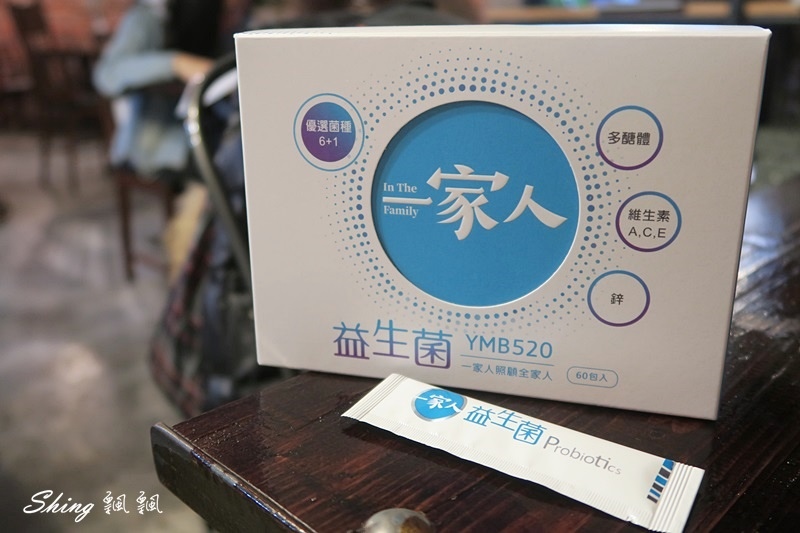 優選菌種
6+1
In The
Family
一家人
多醣體
維生素
A,C,E
鋅
益生菌 YMB520
一家人照顧全家人
60包入
一家人 益生菌 Probiotics
Shing 飄飄